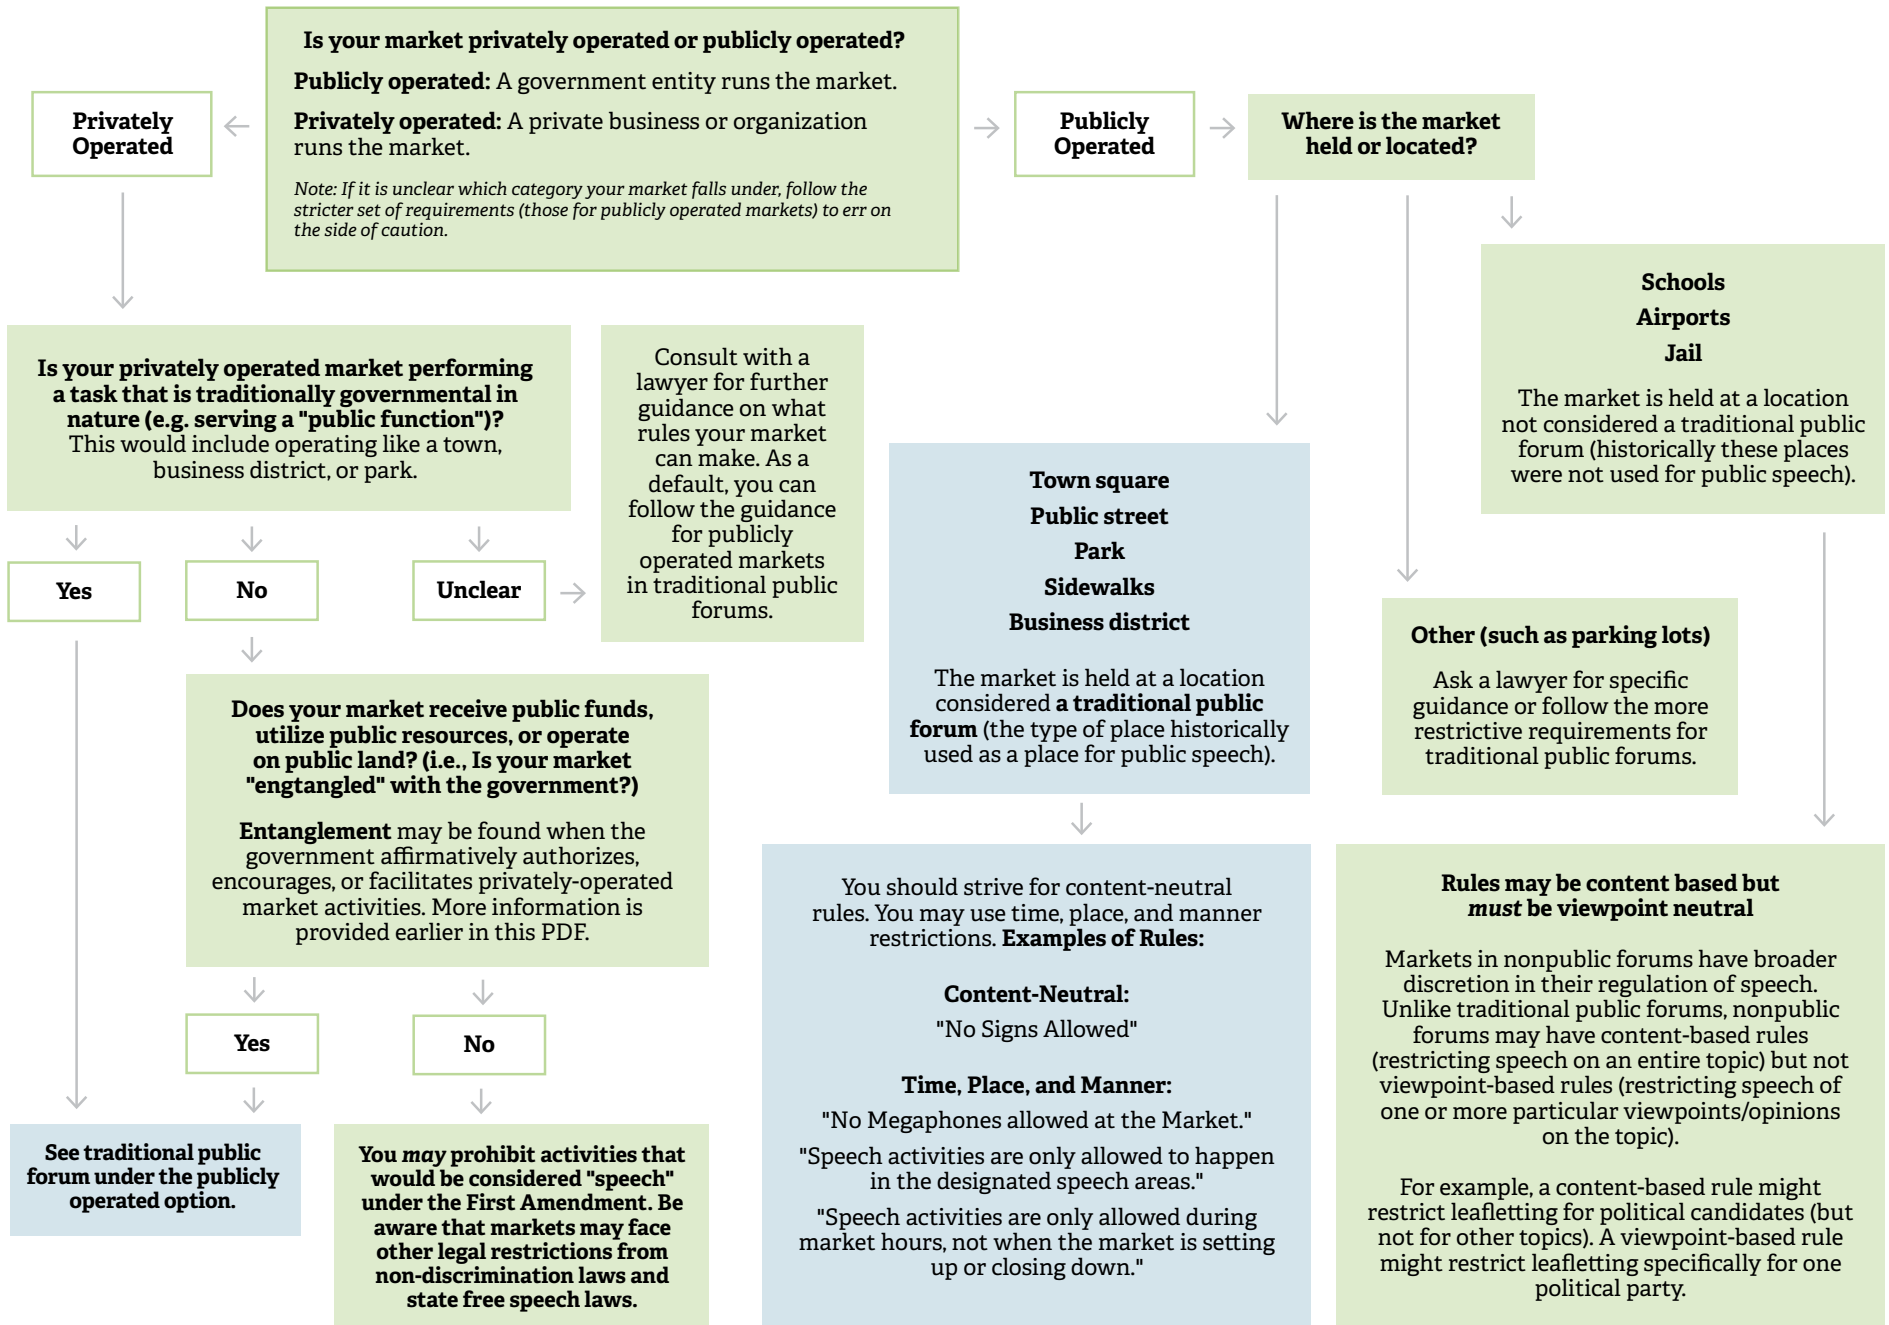 Is your market privately operated or publicly operated?
Publicly operated: A government entity runs the market.
Privately operated: A private business or organization
runs the market.
Note: If it is unclear which category your market falls under, follow the
stricter set of requirements (those for publicly operated markets) to err on
the side of caution.
Privately
Operated
Publicly
Operated
Where is the market
held or located?
Is your privately operated market performing
a task that is traditionally governmental in
nature (e.g. serving a "public function")?
This would include operating like a town,
business district, or park.
Yes
No
Unclear
Consult with a
lawyer for further
guidance on what
rules your market
can make. As a
default, you can
follow the guidance
for publicly
operated markets
in traditional public
forums.
Does your market receive public funds,
utilize public resources, or operate
on public land? (i.e., Is your market
"engtangled" with the government?)
Entanglement may be found when the
government affirmatively authorizes,
encourages, or facilitates privately-operated
market activities. More information is
provided earlier in this PDF.
Yes
No
See traditional public
forum under the publicly
operated option.
You may prohibit activities that
would be considered "speech"
under the First Amendment. Be
aware that markets may face
other legal restrictions from
non-discrimination laws and
state free speech laws.
Town square
Public street
Park
Sidewalks
Business district
The market is held at a location
considered a traditional public
forum (the type of place historically
used as a place for public speech).
You should strive for content-neutral
rules. You may use time, place, and manner
restrictions. Examples of Rules:
Content-Neutral:
"No Signs Allowed"
Time, Place, and Manner:
"No Megaphones allowed at the Market."
"Speech activities are only allowed to happen
in the designated speech areas."
"Speech activities are only allowed during
market hours, not when the market is setting
up or closing down."
Schools
Airports
Jail
The market is held at a location
not considered a traditional public
forum (historically these places
were not used for public speech).
Other (such as parking lots)
Ask a lawyer for specific
guidance or follow the more
restrictive requirements for
traditional public forums.
Rules may be content based but
must be viewpoint neutral
Markets in nonpublic forums have broader
discretion in their regulation of speech.
Unlike traditional public forums, nonpublic
forums may have content-based rules
(restricting speech on an entire topic) but not
viewpoint-based rules (restricting speech of
one or more particular viewpoints/opinions
on the topic).
For example, a content-based rule might
restrict leafletting for political candidates (but
not for other topics). A viewpoint-based rule
might restrict leafletting specifically for one
political party.